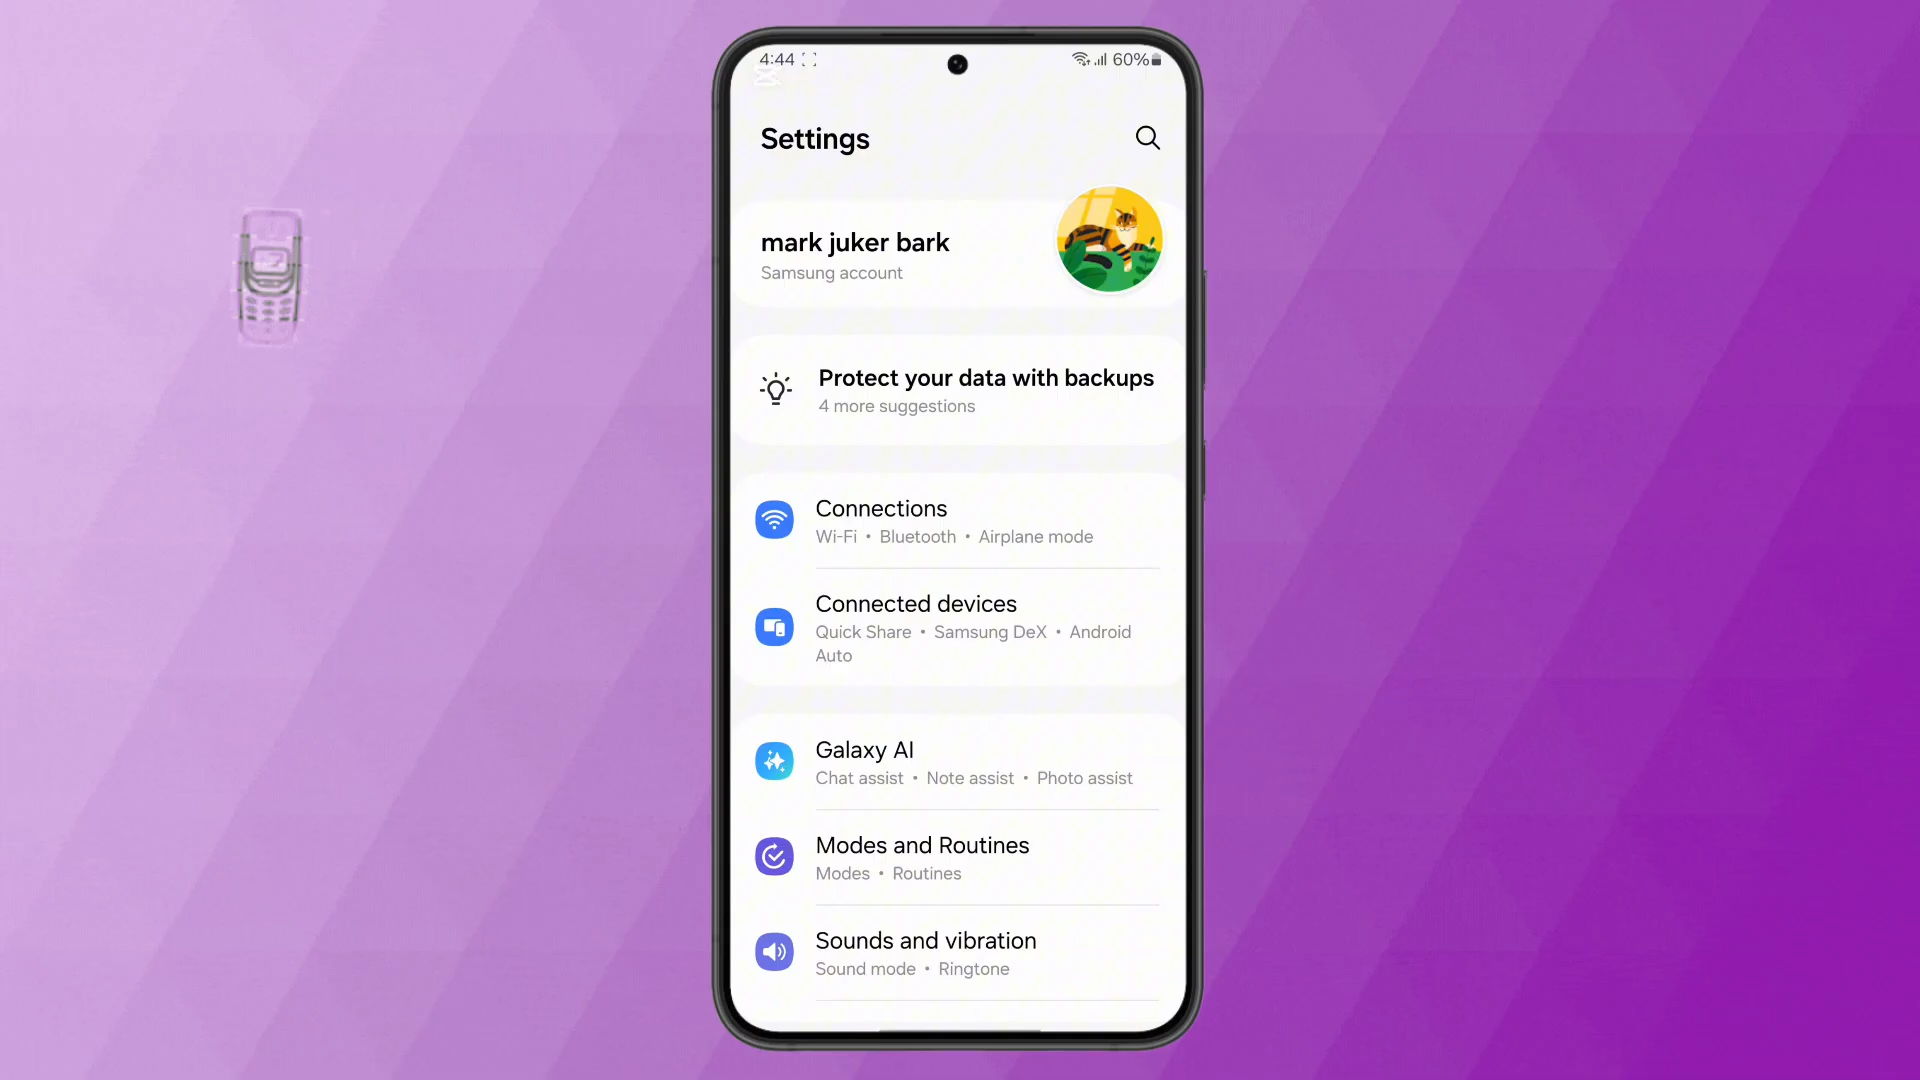 4:44 60%
Settings
mark juker bark
Samsung account
Protect your data with backups
4 more suggestions
Connections
Wi-Fi • Bluetooth • Airplane mode
Connected devices
Quick Share • Samsung DeX • Android
Auto
Galaxy AI
Chat assist • Note assist • Photo assist
Modes and Routines
Modes • Routines
Sounds and vibration
Sound mode • Ringtone